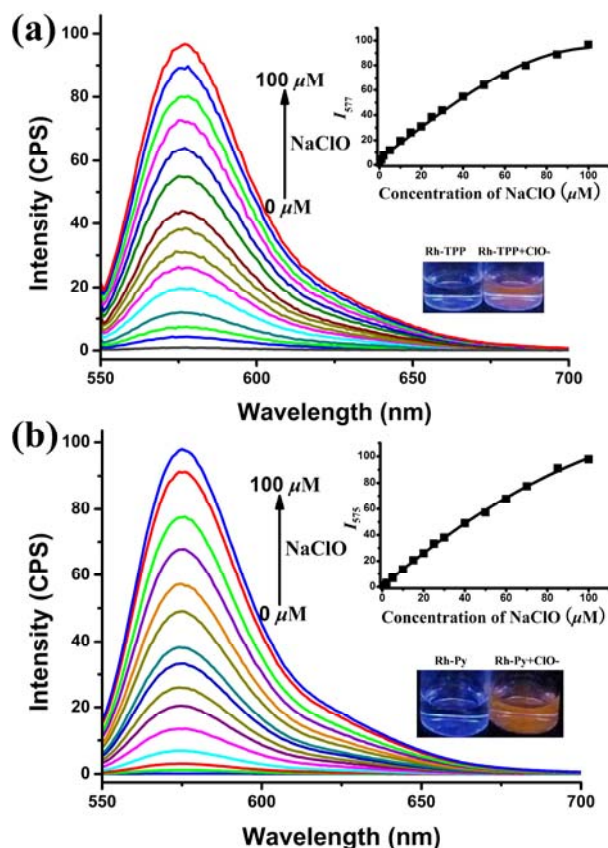 (a)
100
80
60
40
20
0
Intensity (CPS)
550
600
650
700
Wavelength (nm)
100 μM
NaClO
0 μM
100
80
60
40
20
0
I577
0
20
40
60
80
100
Concentration of NaClO (μM)
Rh-TPP Rh-TPP+ClO-
(b)
100
80
60
40
20
0
Intensity (CPS)
550
600
650
700
Wavelength (nm)
100 μM
NaClO
0 μM
100
80
60
40
20
0
I575
0
20
40
60
80
100
Concentration of NaClO (μM)
Rh-Py Rh-Py+ClO-